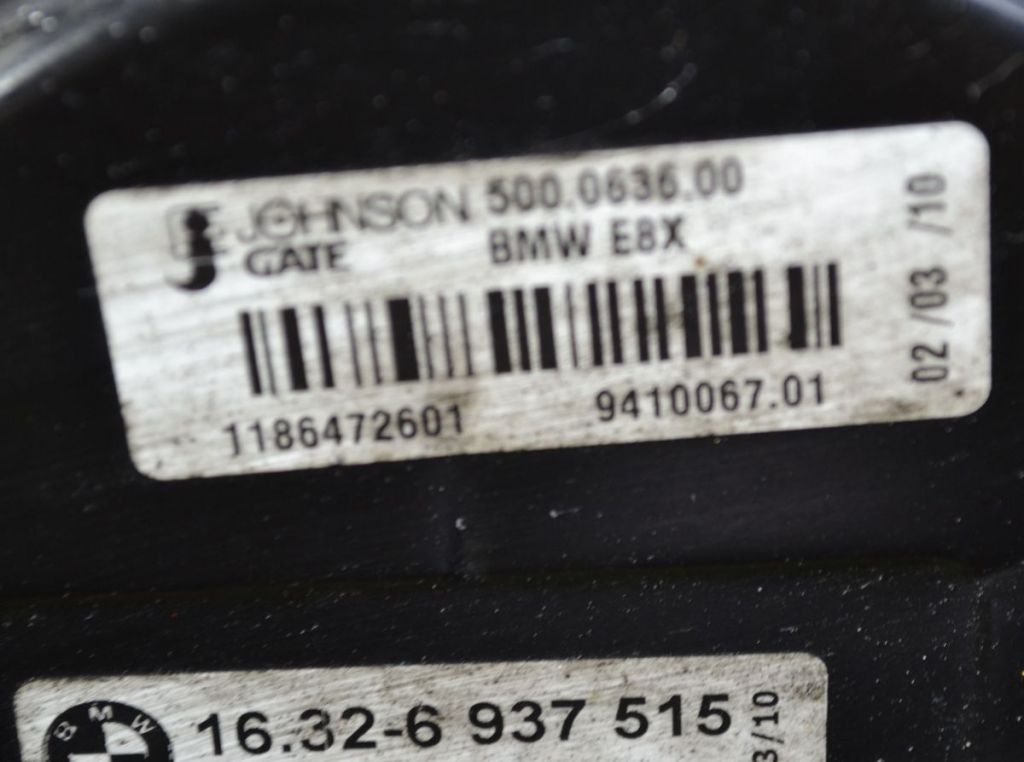 JOHNSON 500.0636.00
GATE BMW E8X
02 /03 /10
1186472601 9410067.01
BMW 16.32-6 937 515
3/10